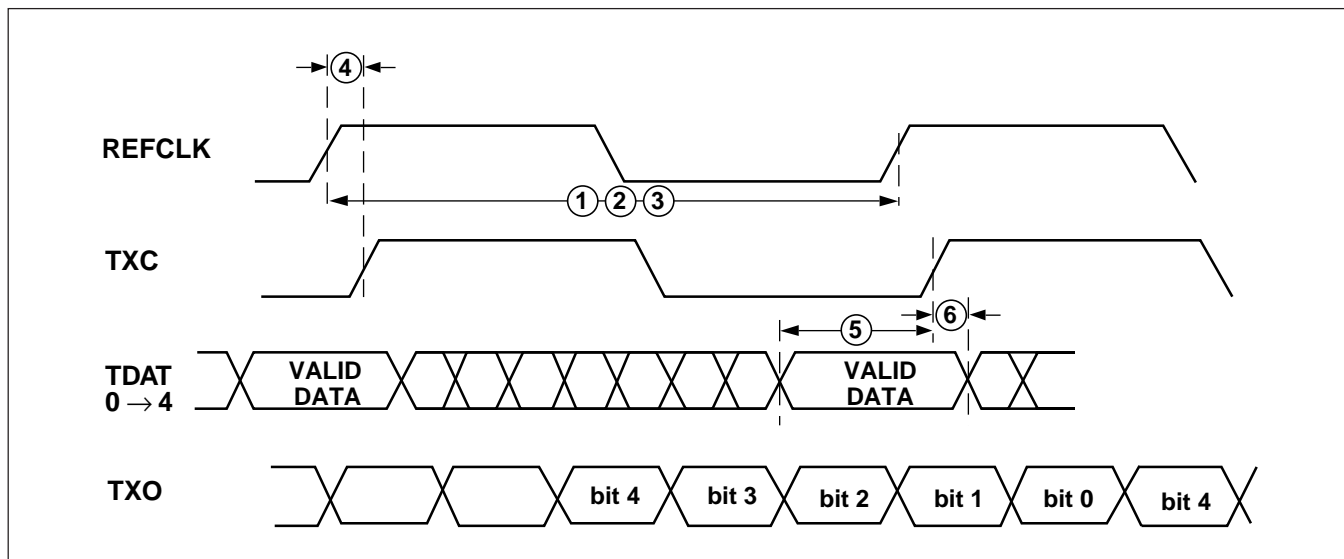 ④
REFCLK
① ② ③
TXC
⑤
⑥
TDAT
0 → 4
VALID
DATA
VALID
DATA
TXO
bit 4
bit 3
bit 2
bit 1
bit 0
bit 4